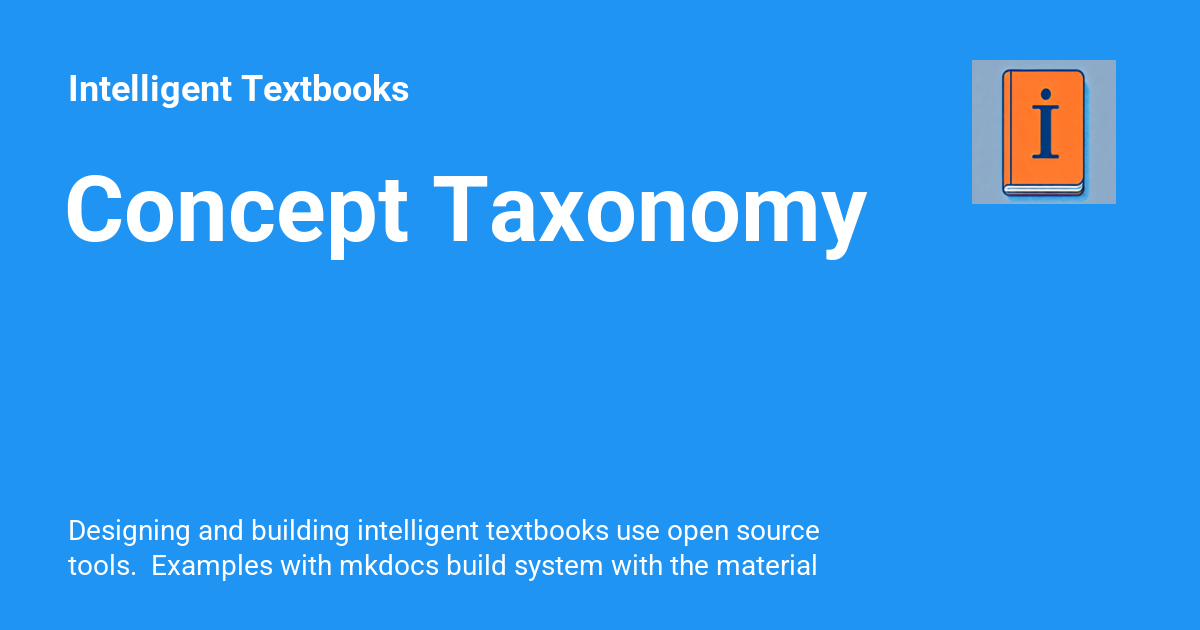 Intelligent Textbooks
i
Concept Taxonomy
Designing and building intelligent textbooks use open source
tools.  Examples with mkdocs build system with the material